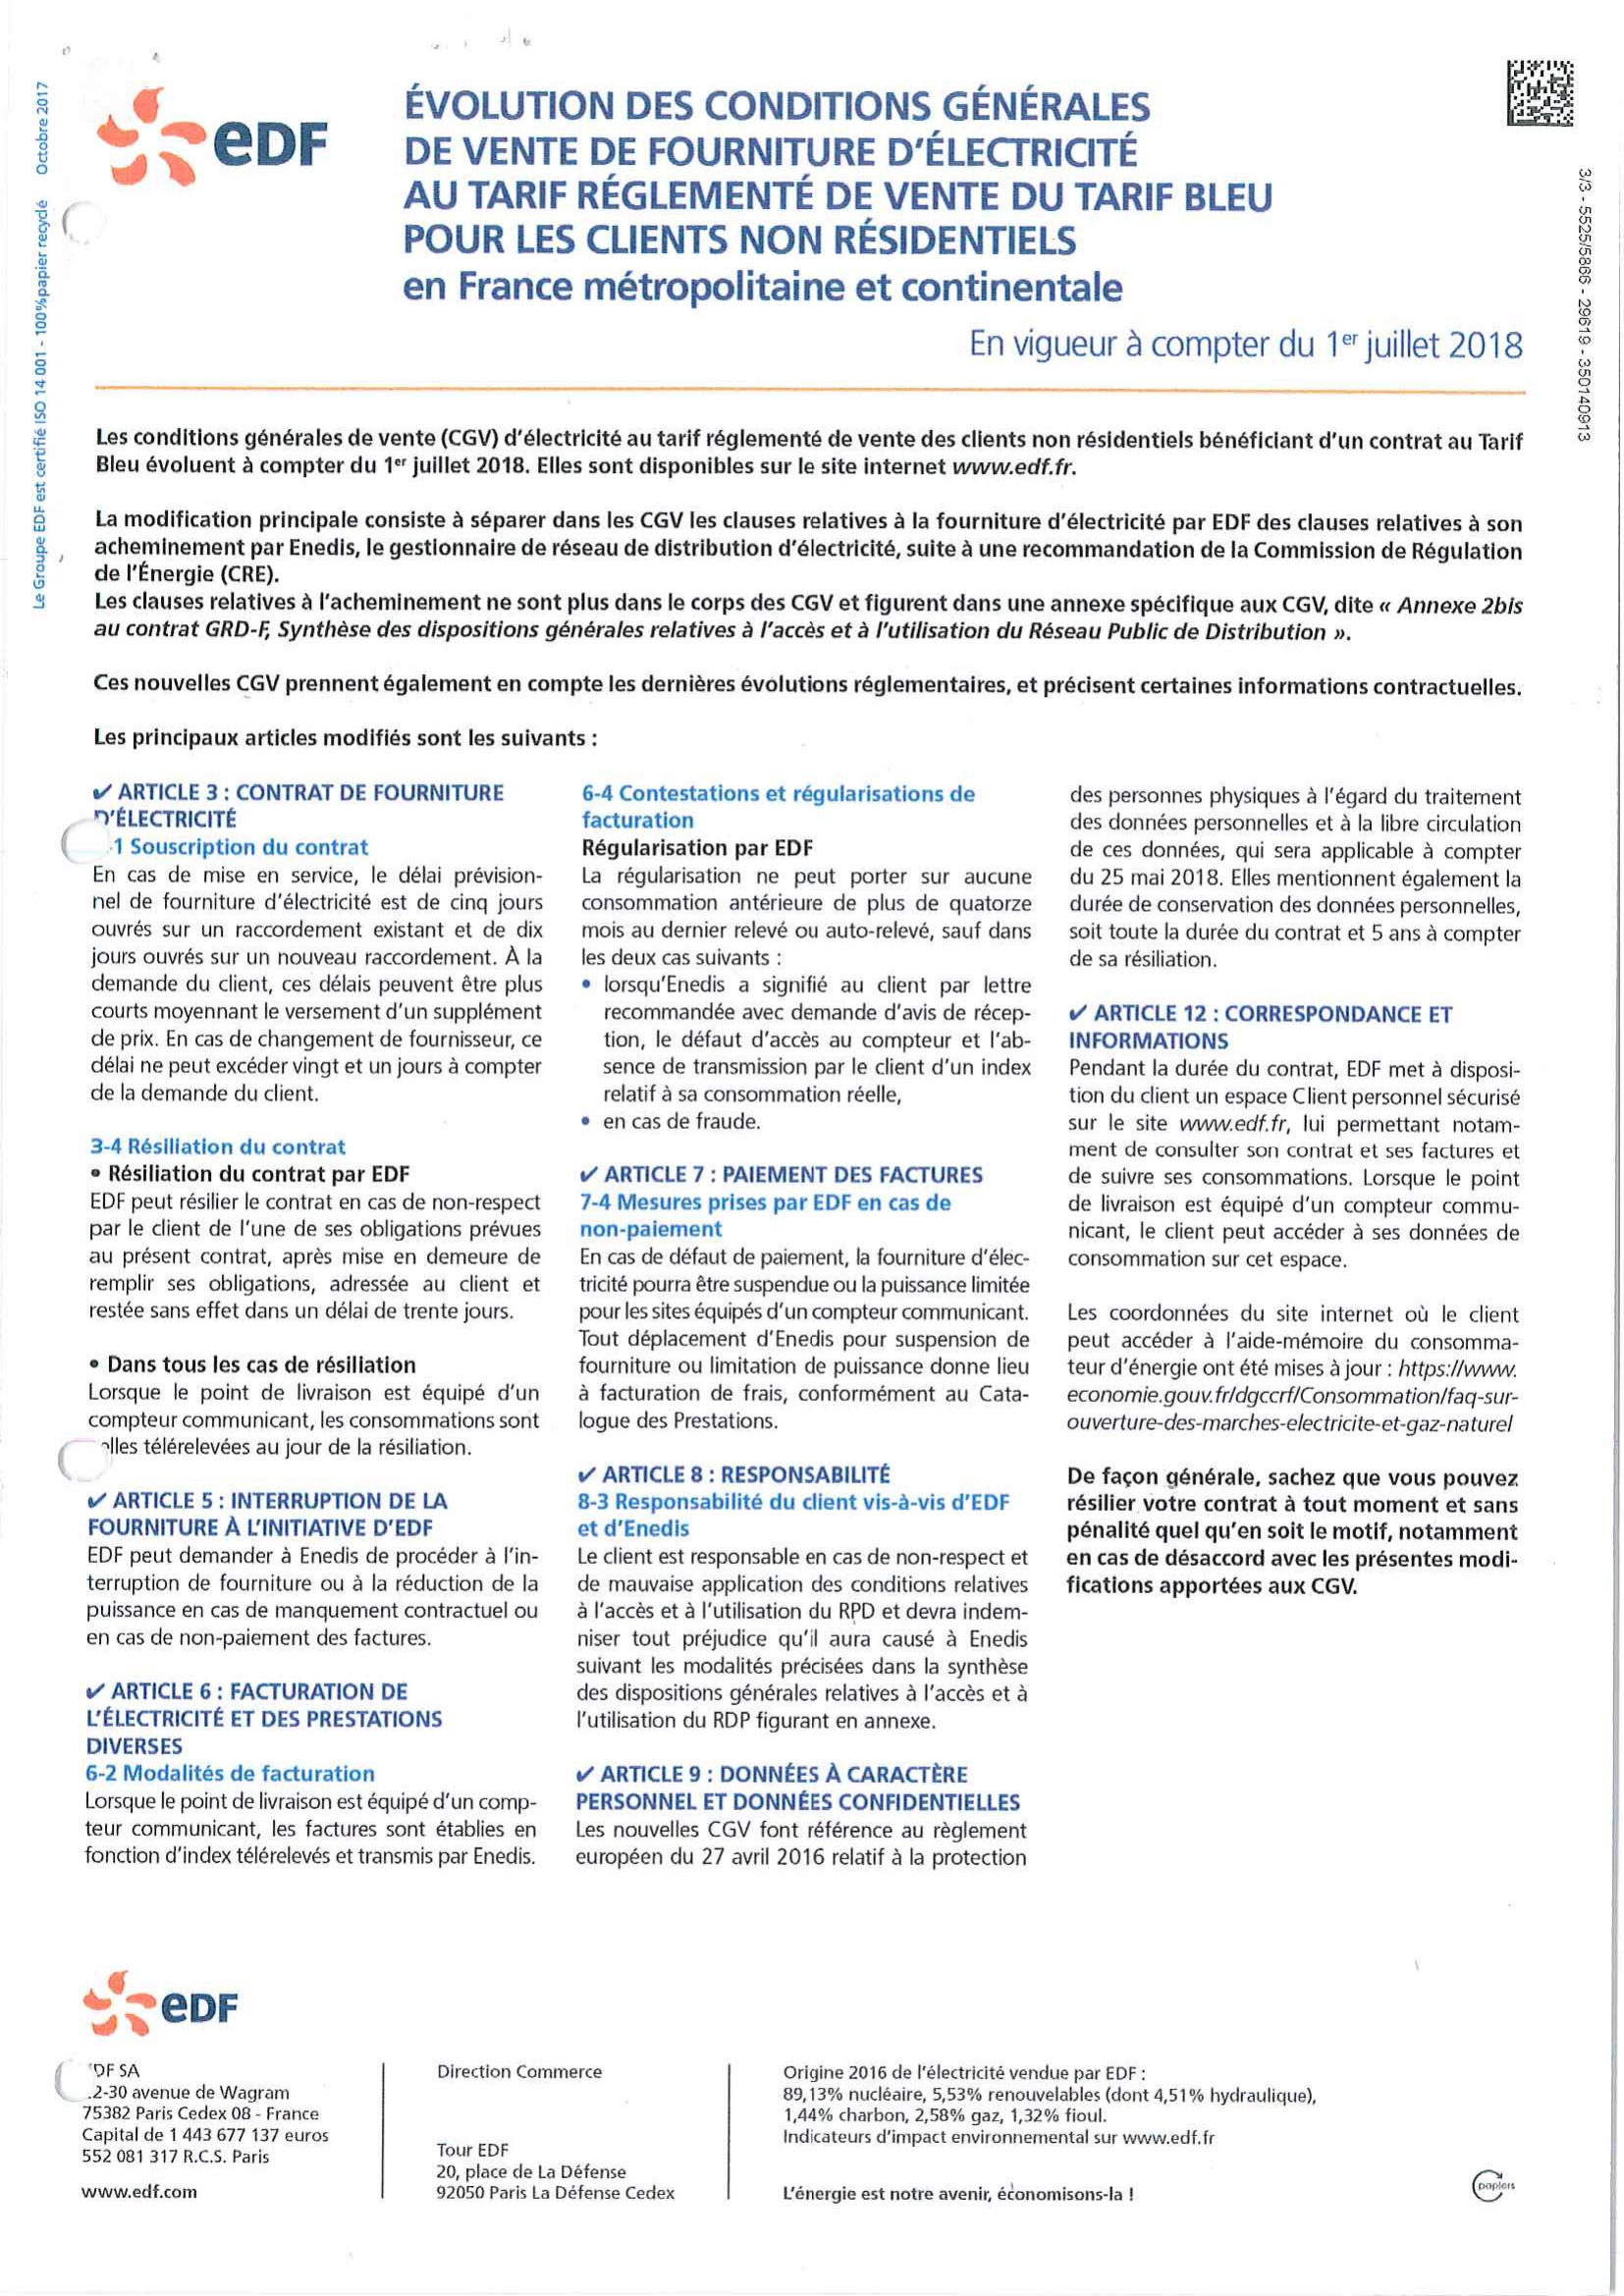 Le Groupe EDF est certifié ISO 14 001 - 100%papier recyclé Octobre 2017
eDF
ÉVOLUTION DES CONDITIONS GÉNÉRALES
DE VENTE DE FOURNITURE D'ÉLECTRICITÉ
AU TARIF RÉGLEMENTÉ DE VENTE DU TARIF BLEU
POUR LES CLIENTS NON RÉSIDENTIELS
en France métropolitaine et continentale
En vigueur à compter du 1er juillet 2018
3/3 - 5525/5866 - 29619 - 350140913
Les conditions générales de vente (CGV) d'électricité au tarif réglementé de vente des clients non résidentiels bénéficiant d'un contrat au Tarif
Bleu évoluent à compter du 1er juillet 2018. Elles sont disponibles sur le site internet www.edf.fr.
La modification principale consiste à séparer dans les CGV les clauses relatives à la fourniture d'électricité par EDF des clauses relatives à son
acheminement par Enedis, le gestionnaire de réseau de distribution d'électricité, suite à une recommandation de la Commission de Régulation
de l'Énergie (CRE).
Les clauses relatives à l'acheminement ne sont plus dans le corps des CGV et figurent dans une annexe spécifique aux CGV, dite « Annexe 2bis
au contrat GRD-F, Synthèse des dispositions générales relatives à l'accès et à l'utilisation du Réseau Public de Distribution ».
Ces nouvelles CGV prennent également en compte les dernières évolutions réglementaires, et précisent certaines informations contractuelles.
Les principaux articles modifiés sont les suivants :
✔ ARTICLE 3 : CONTRAT DE FOURNITURE
D'ÉLECTRICITÉ
-1 Souscription du contrat
En cas de mise en service, le délai prévision-
nel de fourniture d'électricité est de cinq jours
ouvrés sur un raccordement existant et de dix
jours ouvrés sur un nouveau raccordement. À la
demande du client, ces délais peuvent être plus
courts moyennant le versement d'un supplément
de prix. En cas de changement de fournisseur, ce
délai ne peut excéder vingt et un jours à compter
de la demande du client.
3-4 Résiliation du contrat
• Résiliation du contrat par EDF
EDF peut résilier le contrat en cas de non-respect
par le client de l'une de ses obligations prévues
au présent contrat, après mise en demeure de
remplir ses obligations, adressée au client et
restée sans effet dans un délai de trente jours.
• Dans tous les cas de résiliation
Lorsque le point de livraison est équipé d'un
compteur communicant, les consommations sont
elles télérelevées au jour de la résiliation.
✔ ARTICLE 5 : INTERRUPTION DE LA
FOURNITURE À L'INITIATIVE D'EDF
EDF peut demander à Enedis de procéder à l'in-
terruption de fourniture ou à la réduction de la
puissance en cas de manquement contractuel ou
en cas de non-paiement des factures.
✔ ARTICLE 6 : FACTURATION DE
L'ÉLECTRICITÉ ET DES PRESTATIONS
DIVERSES
6-2 Modalités de facturation
Lorsque le point de livraison est équipé d'un comp-
teur communicant, les factures sont établies en
fonction d'index télérelevés et transmis par Enedis.
6-4 Contestations et régularisations de
facturation
Régularisation par EDF
La régularisation ne peut porter sur aucune
consommation antérieure de plus de quatorze
mois au dernier relevé ou auto-relevé, sauf dans
les deux cas suivants :
• lorsqu'Enedis a signifié au client par lettre
recommandée avec demande d'avis de récep-
tion, le défaut d'accès au compteur et l'ab-
sence de transmission par le client d'un index
relatif à sa consommation réelle,
• en cas de fraude.
✔ ARTICLE 7 : PAIEMENT DES FACTURES
7-4 Mesures prises par EDF en cas de
non-paiement
En cas de défaut de paiement, la fourniture d'élec-
tricité pourra être suspendue ou la puissance limitée
pour les sites équipés d'un compteur communicant.
Tout déplacement d'Enedis pour suspension de
fourniture ou limitation de puissance donne lieu
à facturation de frais, conformément au Cata-
logue des Prestations.
✔ ARTICLE 8 : RESPONSABILITÉ
8-3 Responsabilité du client vis-à-vis d'EDF
et d'Enedis
Le client est responsable en cas de non-respect et
de mauvaise application des conditions relatives
à l'accès et à l'utilisation du RPD et devra indem-
niser tout préjudice qu'il aura causé à Enedis
suivant les modalités précisées dans la synthèse
des dispositions générales relatives à l'accès et à
l'utilisation du RDP figurant en annexe.
✔ ARTICLE 9 : DONNÉES À CARACTÈRE
PERSONNEL ET DONNÉES CONFIDENTIELLES
Les nouvelles CGV font référence au règlement
européen du 27 avril 2016 relatif à la protection
des personnes physiques à l'égard du traitement
des données personnelles et à la libre circulation
de ces données, qui sera applicable à compter
du 25 mai 2018. Elles mentionnent également la
durée de conservation des données personnelles,
soit toute la durée du contrat et 5 ans à compter
de sa résiliation.
✔ ARTICLE 12 : CORRESPONDANCE ET
INFORMATIONS
Pendant la durée du contrat, EDF met à disposi-
tion du client un espace Client personnel sécurisé
sur le site www.edf.fr, lui permettant notam-
ment de consulter son contrat et ses factures et
de suivre ses consommations. Lorsque le point
de livraison est équipé d'un compteur commu-
nicant, le client peut accéder à ses données de
consommation sur cet espace.
Les coordonnées du site internet où le client
peut accéder à l'aide-mémoire du consomma-
teur d'énergie ont été mises à jour : https://www.
economie.gouv.fr/dgccrf/Consommation/faq-sur-
ouverture-des-marches-electricite-et-gaz-naturel
De façon générale, sachez que vous pouvez
résilier votre contrat à tout moment et sans
pénalité quel qu'en soit le motif, notamment
en cas de désaccord avec les présentes modi-
fications apportées aux CGV.
eDF
EDF SA
22-30 avenue de Wagram
75382 Paris Cedex 08 - France
Capital de 1 443 677 137 euros
552 081 317 R.C.S. Paris
www.edf.com
Direction Commerce
Tour EDF
20, place de La Défense
92050 Paris La Défense Cedex
Origine 2016 de l'électricité vendue par EDF :
89,13% nucléaire, 5,53% renouvelables (dont 4,51% hydraulique),
1,44% charbon, 2,58% gaz, 1,32% fioul.
Indicateurs d'impact environnemental sur www.edf.fr
L'énergie est notre avenir, économisons-la !
papiers